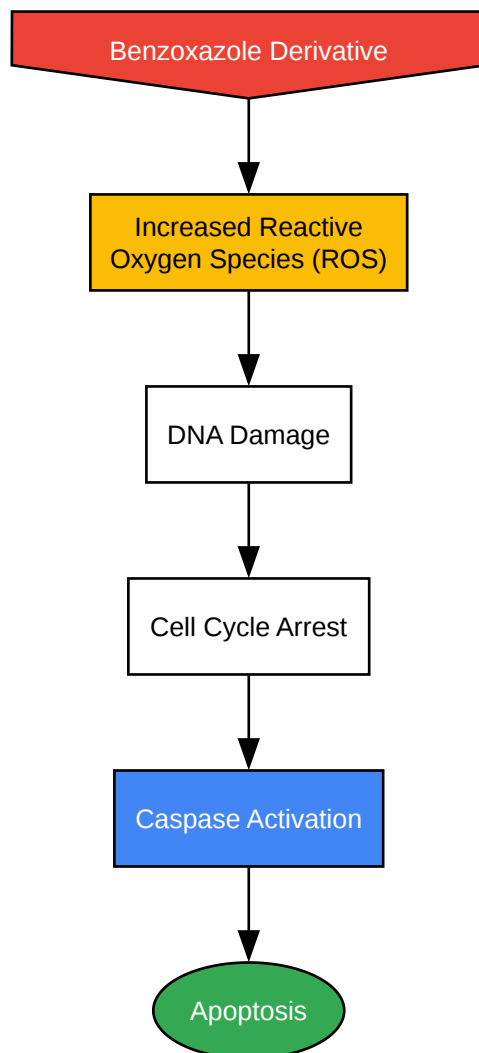 Benzoxazole Derivative
Increased Reactive
Oxygen Species (ROS)
DNA Damage
Cell Cycle Arrest
Caspase Activation
Apoptosis